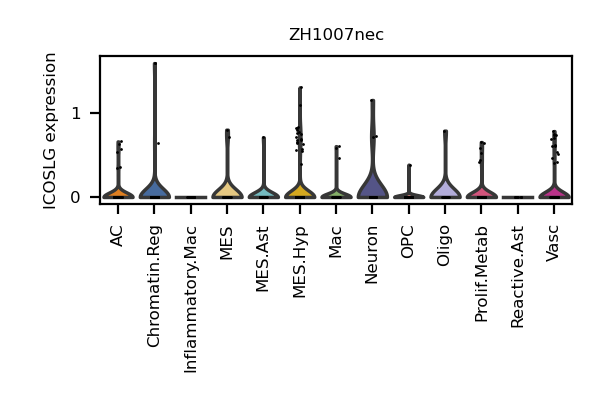 ZH1007nec
ICOSLG expression
1
0
AC
Chromatin.Reg
Inflammatory.Mac
MES
MES.Ast
MES.Hyp
Mac
Neuron
OPC
Oligo
Prolif.Metab
Reactive.Ast
Vasc